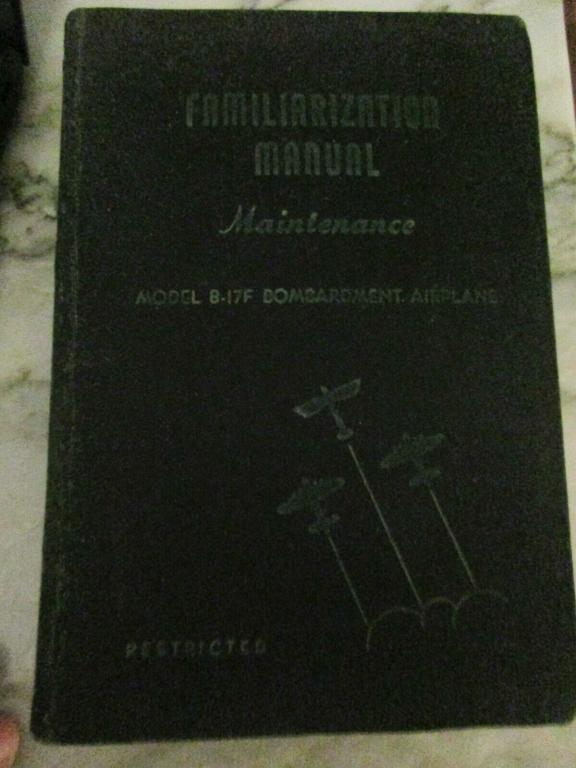 FAMILIARIZATION
MANUAL
Maintenance
MODEL B-17F BOMBARDMENT AIRPLANE
RESTRICTED